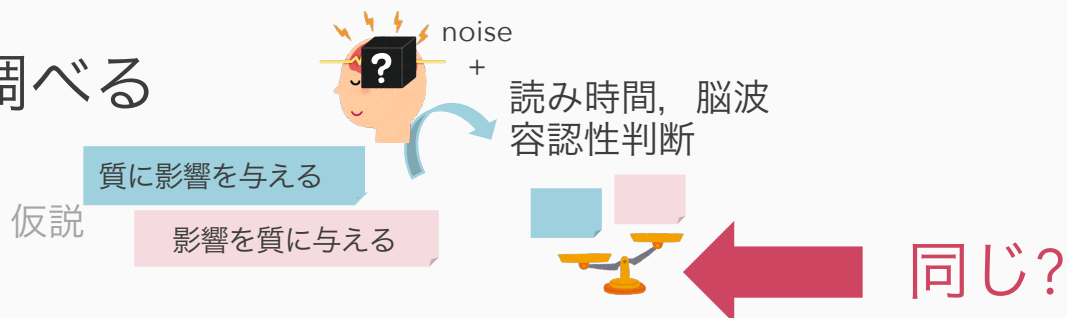 noise
+
調べる
読み時間，脳波
容認性判断
質に影響を与える
仮説
影響を質に与える
?
同じ?